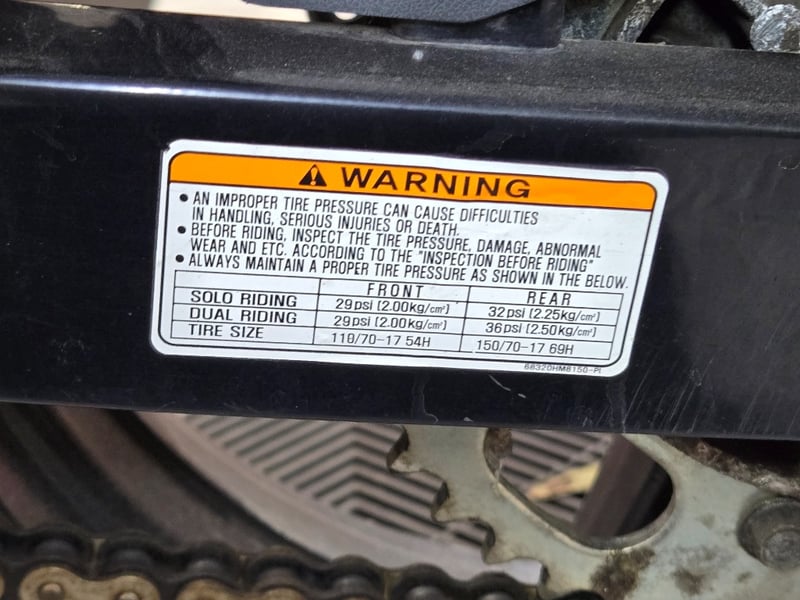 ⚠ WARNING
• AN IMPROPER TIRE PRESSURE CAN CAUSE DIFFICULTIES
IN HANDLING, SERIOUS INJURIES OR DEATH.
• BEFORE RIDING, INSPECT THE TIRE PRESSURE, DAMAGE, ABNORMAL
WEAR AND ETC. ACCORDING TO THE "INSPECTION BEFORE RIDING"
• ALWAYS MAINTAIN A PROPER TIRE PRESSURE AS SHOWN IN THE BELOW.
FRONT REAR
SOLO RIDING 29psi (2.00kg/cm²) 32psi (2.25kg/cm²)
DUAL RIDING 29psi (2.00kg/cm²) 36psi (2.50kg/cm²)
TIRE SIZE 110/70-17 54H 150/70-17 69H
68320HM8150-PI